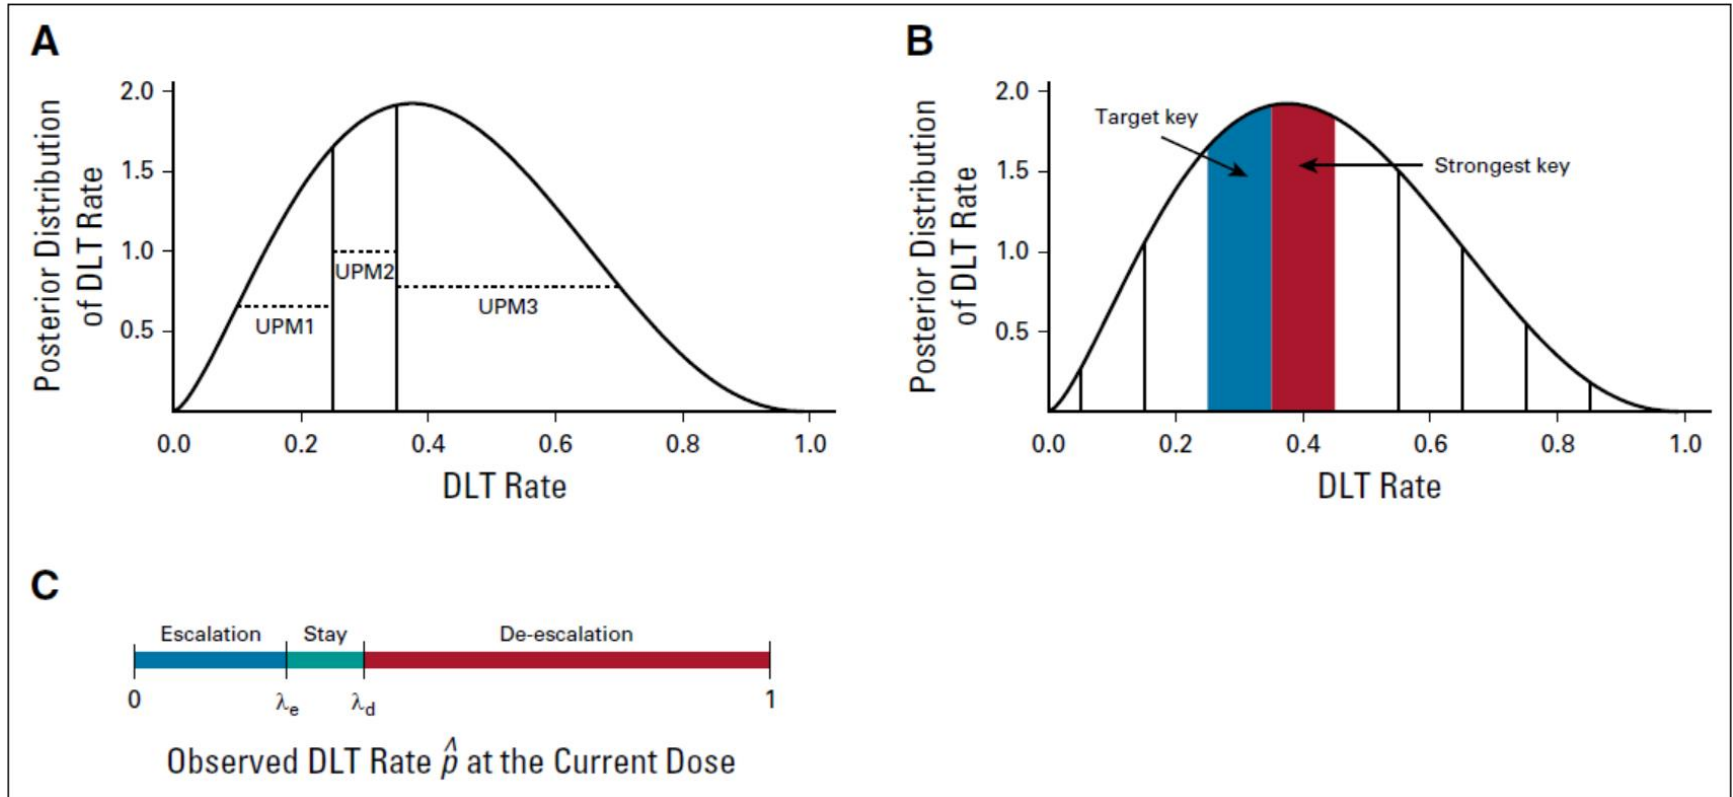 A
Posterior Distribution
of DLT Rate
2.0
1.5
1.0
0.5
UPM1
UPM2
UPM3
0.0 0.2 0.4 0.6 0.8 1.0
DLT Rate
B
Posterior Distribution
of DLT Rate
2.0
1.5
1.0
0.5
Target key
Strongest key
0.0 0.2 0.4 0.6 0.8 1.0
DLT Rate
C
Escalation Stay De-escalation
0 λe λd 1
Observed DLT Rate p̂ at the Current Dose